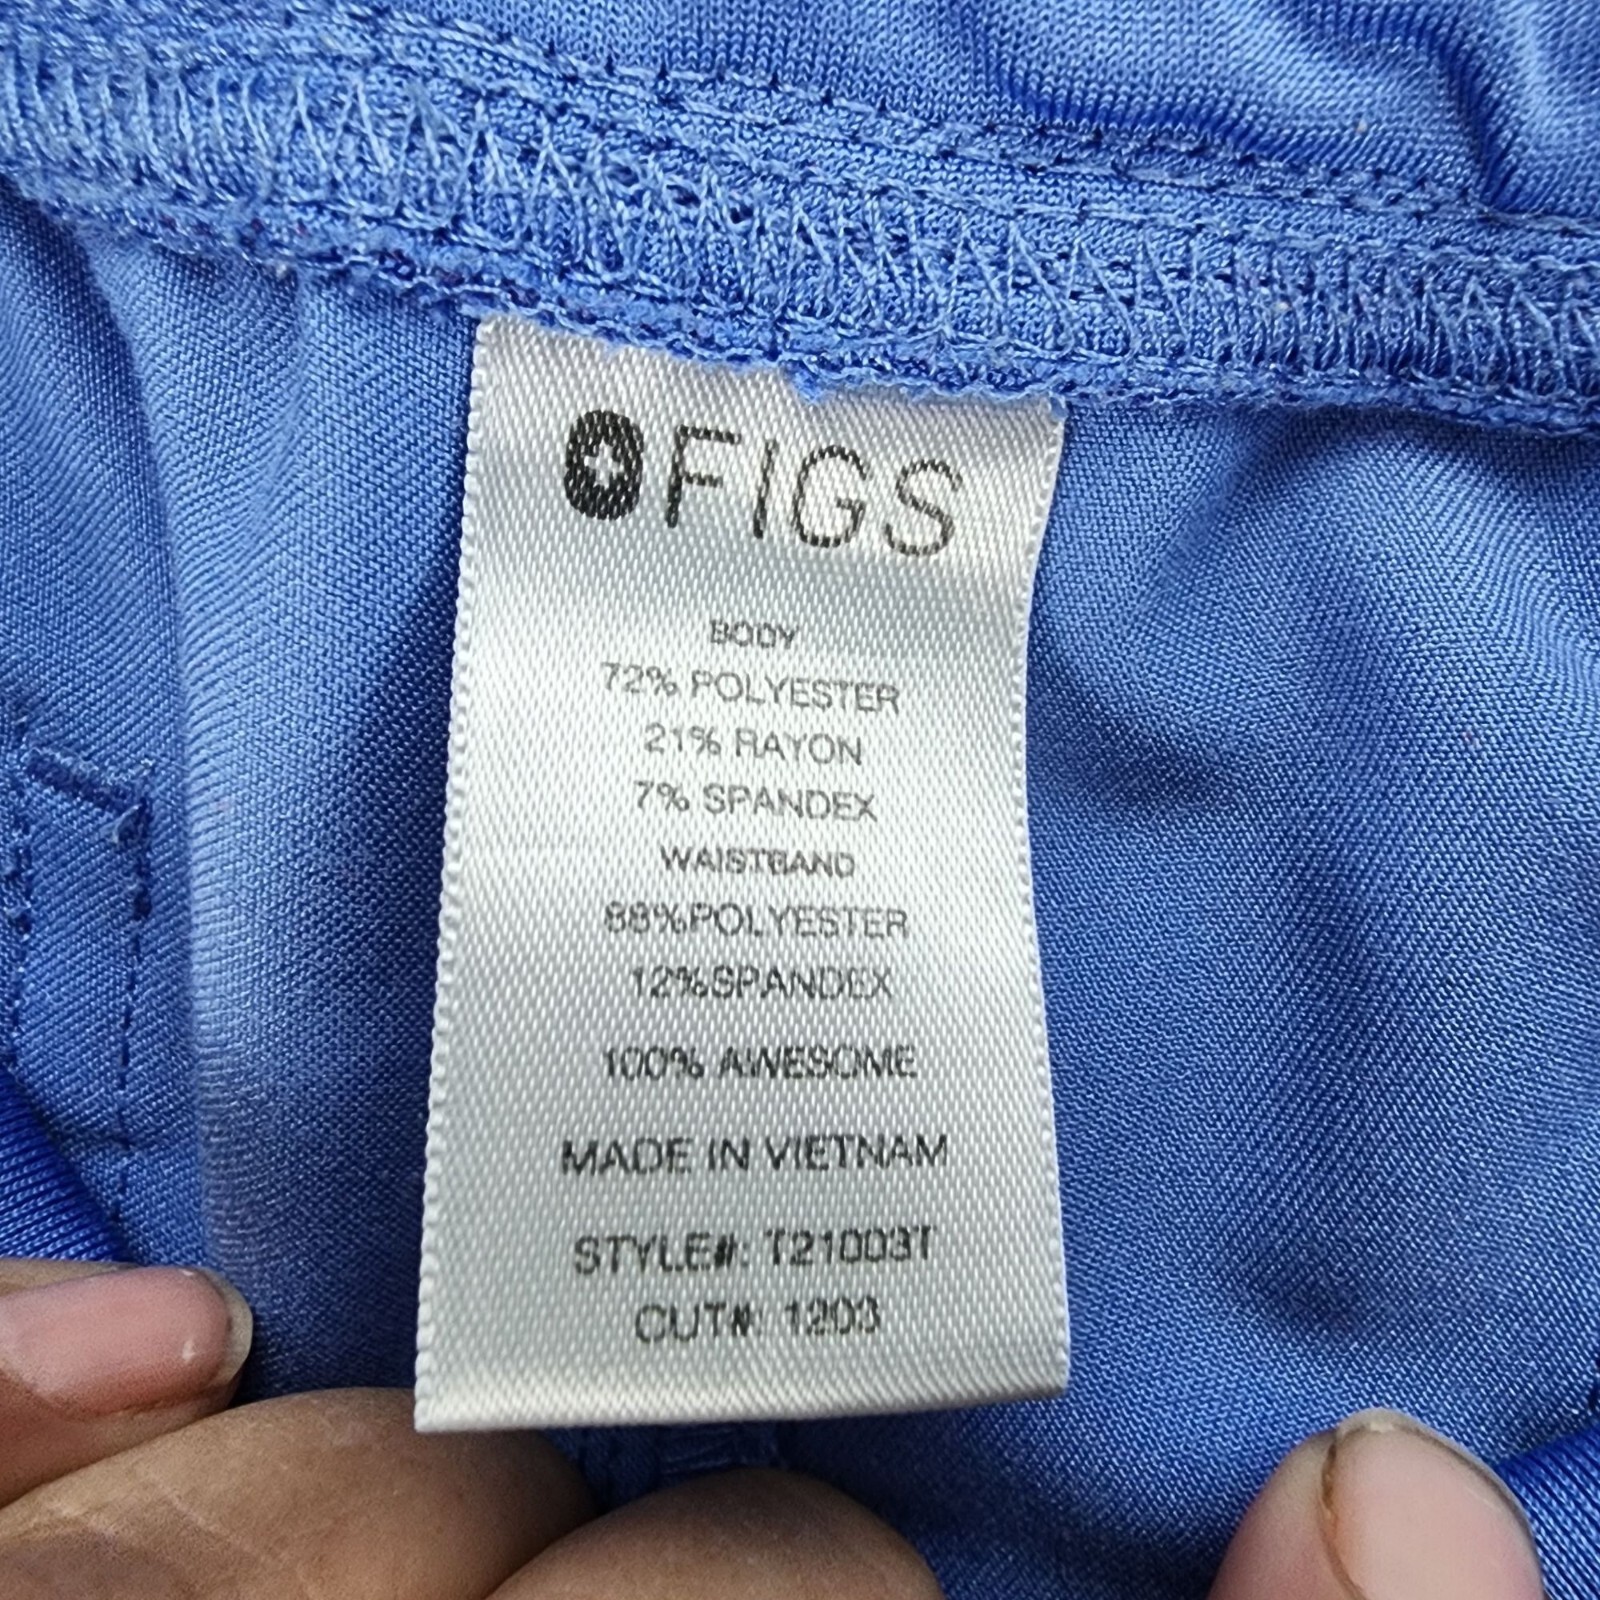 FIGS
BODY
72% POLYESTER
21% RAYON
7% SPANDEX
WAISTBAND
88%POLYESTER
12%SPANDEX
100% AWESOME
MADE IN VIETNAM
STYLE#: T21003T
CUT#: 1203